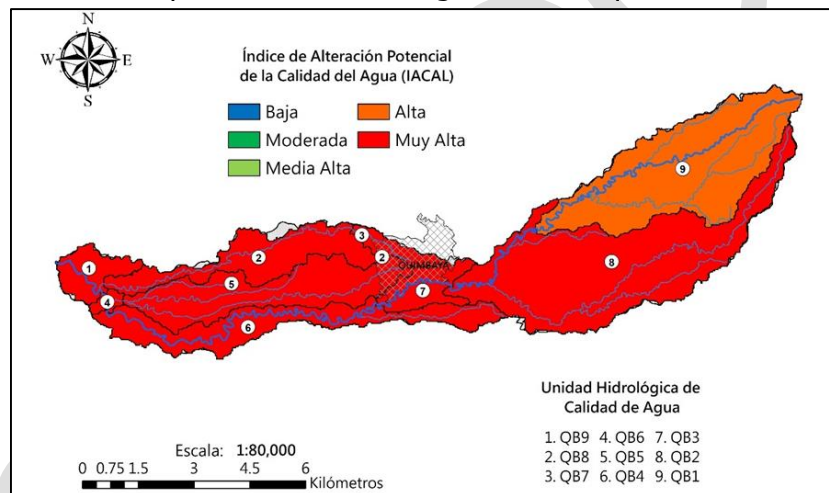 N
W E
S
Índice de Alteración Potencial
de la Calidad del Agua (IACAL)
Baja Alta
Moderada Muy Alta
Media Alta
9
3
1 2 2
QUIMBAYA
8
5
7
4
6
Unidad Hidrológica de
Calidad de Agua
1. QB9 4. QB6 7. QB3
2. QB8 5. QB5 8. QB2
3. QB7 6. QB4 9. QB1
Escala: 1:80,000
0 0.75 1.5 3 4.5 6
Kilómetros